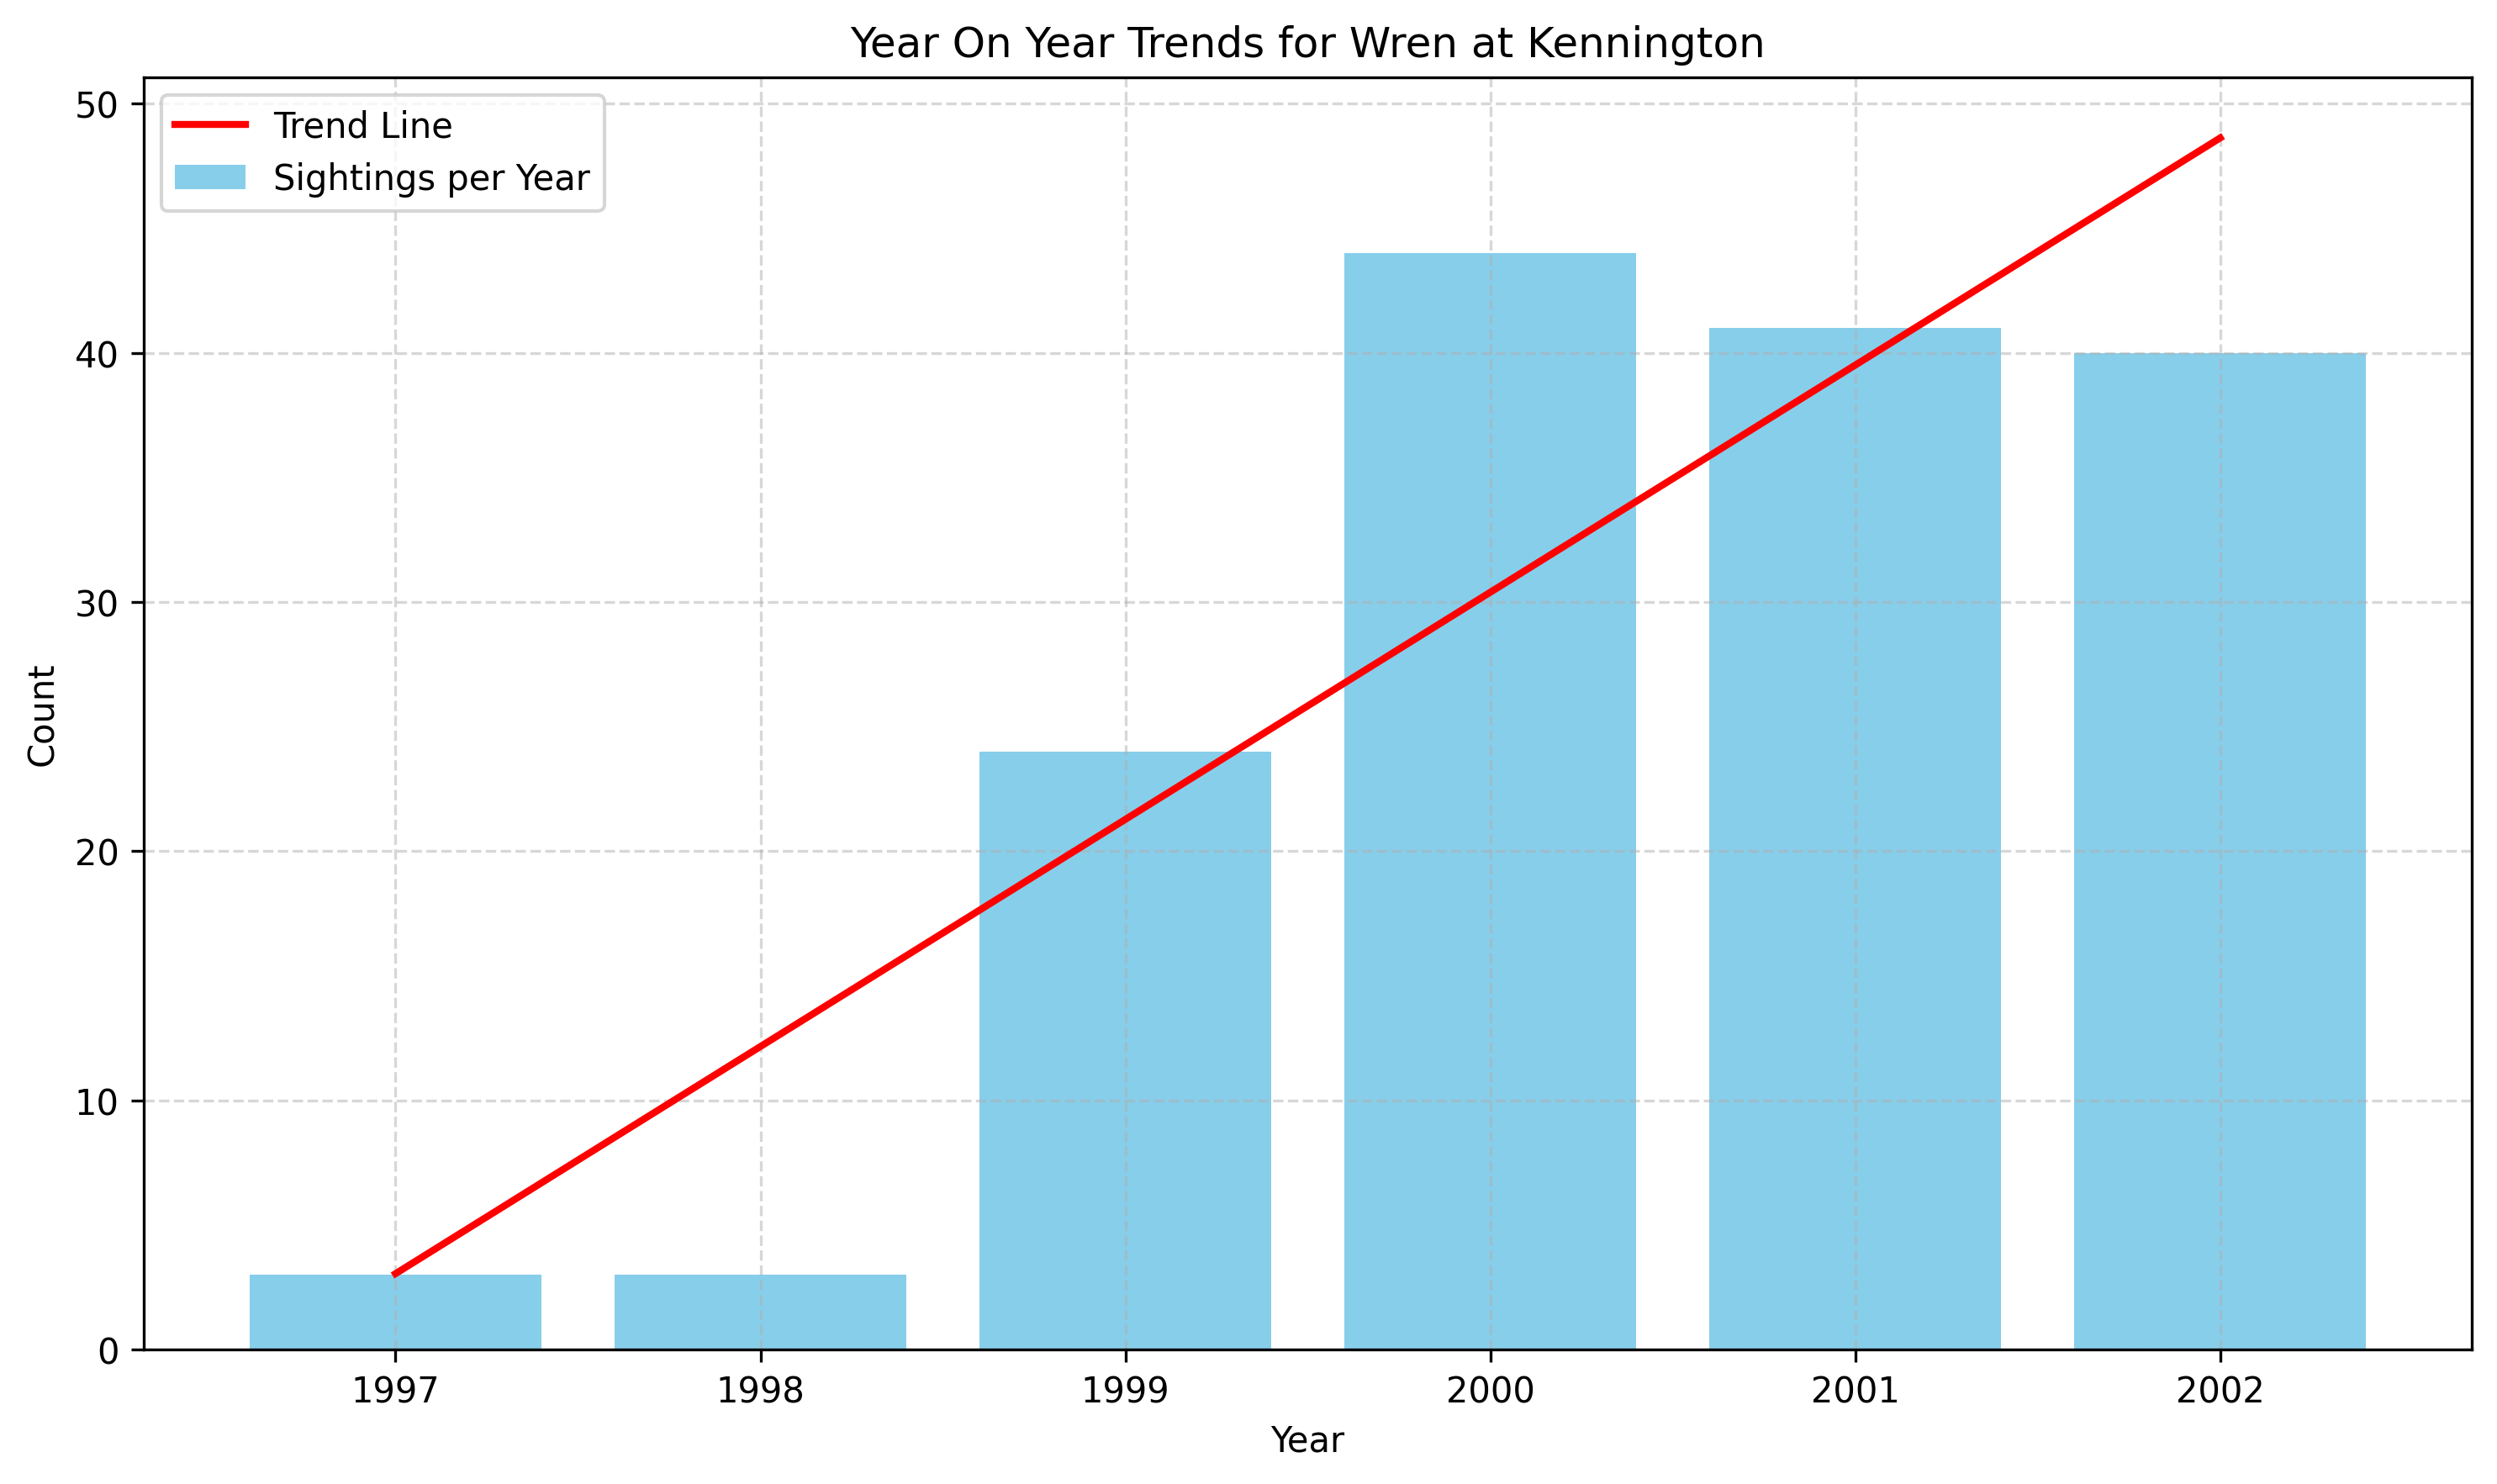 Year On Year Trends for Wren at Kennington
Trend Line
Sightings per Year
50
40
30
20
10
0
Count
1997 1998 1999 2000 2001 2002
Year